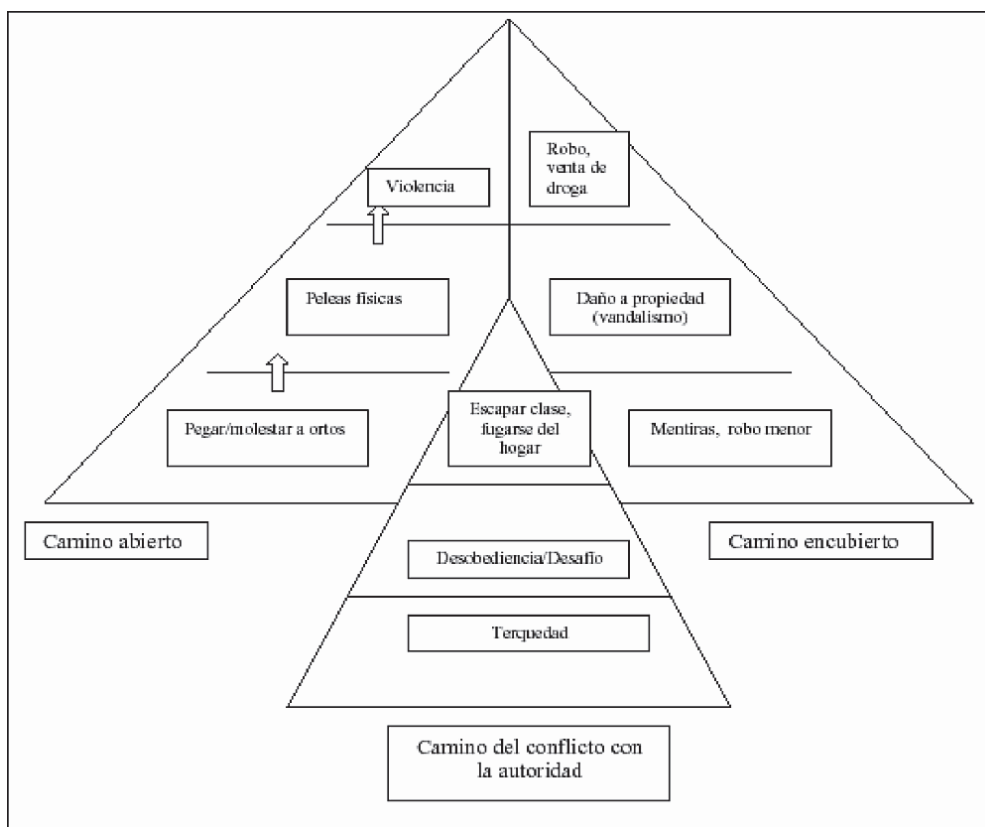 Robo,
venta de
droga
Violencia
Peleas físicas
Daño a propiedad
(vandalismo)
Escapar clase,
fugarse del
hogar
Pegar/molestar a ortos
Mentiras, robo menor
Camino abierto
Camino encubierto
Desobediencia/Desafío
Terquedad
Camino del conflicto con
la autoridad